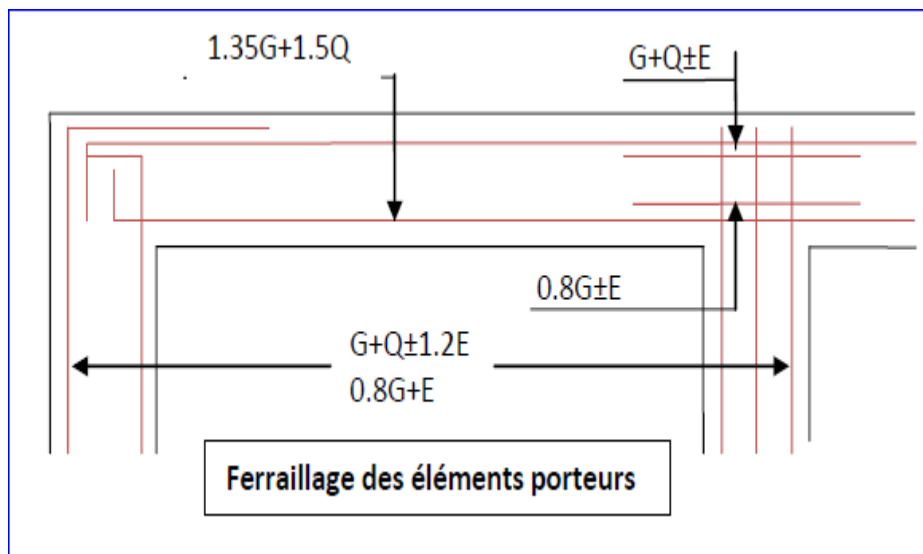 1.35G+1.5Q
G+Q±E
0.8G±E
G+Q±1.2E
0.8G+E
Ferraillage des éléments porteurs